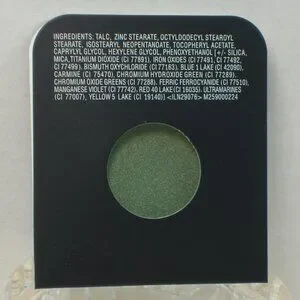 INGREDIENTS: TALC, ZINC STEARATE, OCTYLDODECYL STEAROYL
STEARATE, ISOSTEARYL NEOPENTANOATE, TOCOPHERYL ACETATE,
CAPRYLYL GLYCOL, HEXYLENE GLYCOL, PHENOXYETHANOL [+/- SILICA,
MICA, TITANIUM DIOXIDE (CI 77891), IRON OXIDES (CI 77491, CI 77492,
CI 77499), BISMUTH OXYCHLORIDE (CI 77163), BLUE 1 LAKE (CI 42090),
CARMINE (CI 75470), CHROMIUM HYDROXIDE GREEN (CI 77289),
CHROMIUM OXIDE GREENS (CI 77288), FERRIC FERROCYANIDE (CI 77510),
MANGANESE VIOLET (CI 77742), RED 40 LAKE (CI 16035), ULTRAMARINES
(CI 77007), YELLOW 5 LAKE (CI 19140)] <ILN29076> M259000224